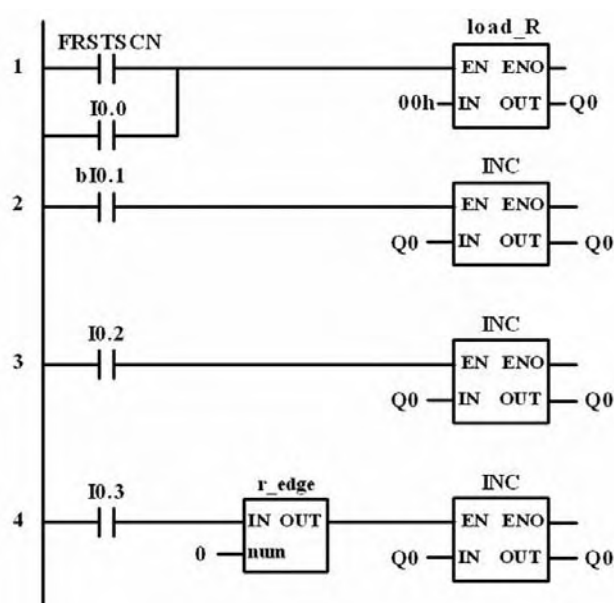 FRSTSCN
load_R
1
EN ENO
I0.0
00h IN OUT Q0
bI0.1
INC
2
EN ENO
Q0 IN OUT Q0
I0.2
INC
3
EN ENO
Q0 IN OUT Q0
I0.3
r_edge
INC
4
IN OUT
EN ENO
0 num
Q0 IN OUT Q0